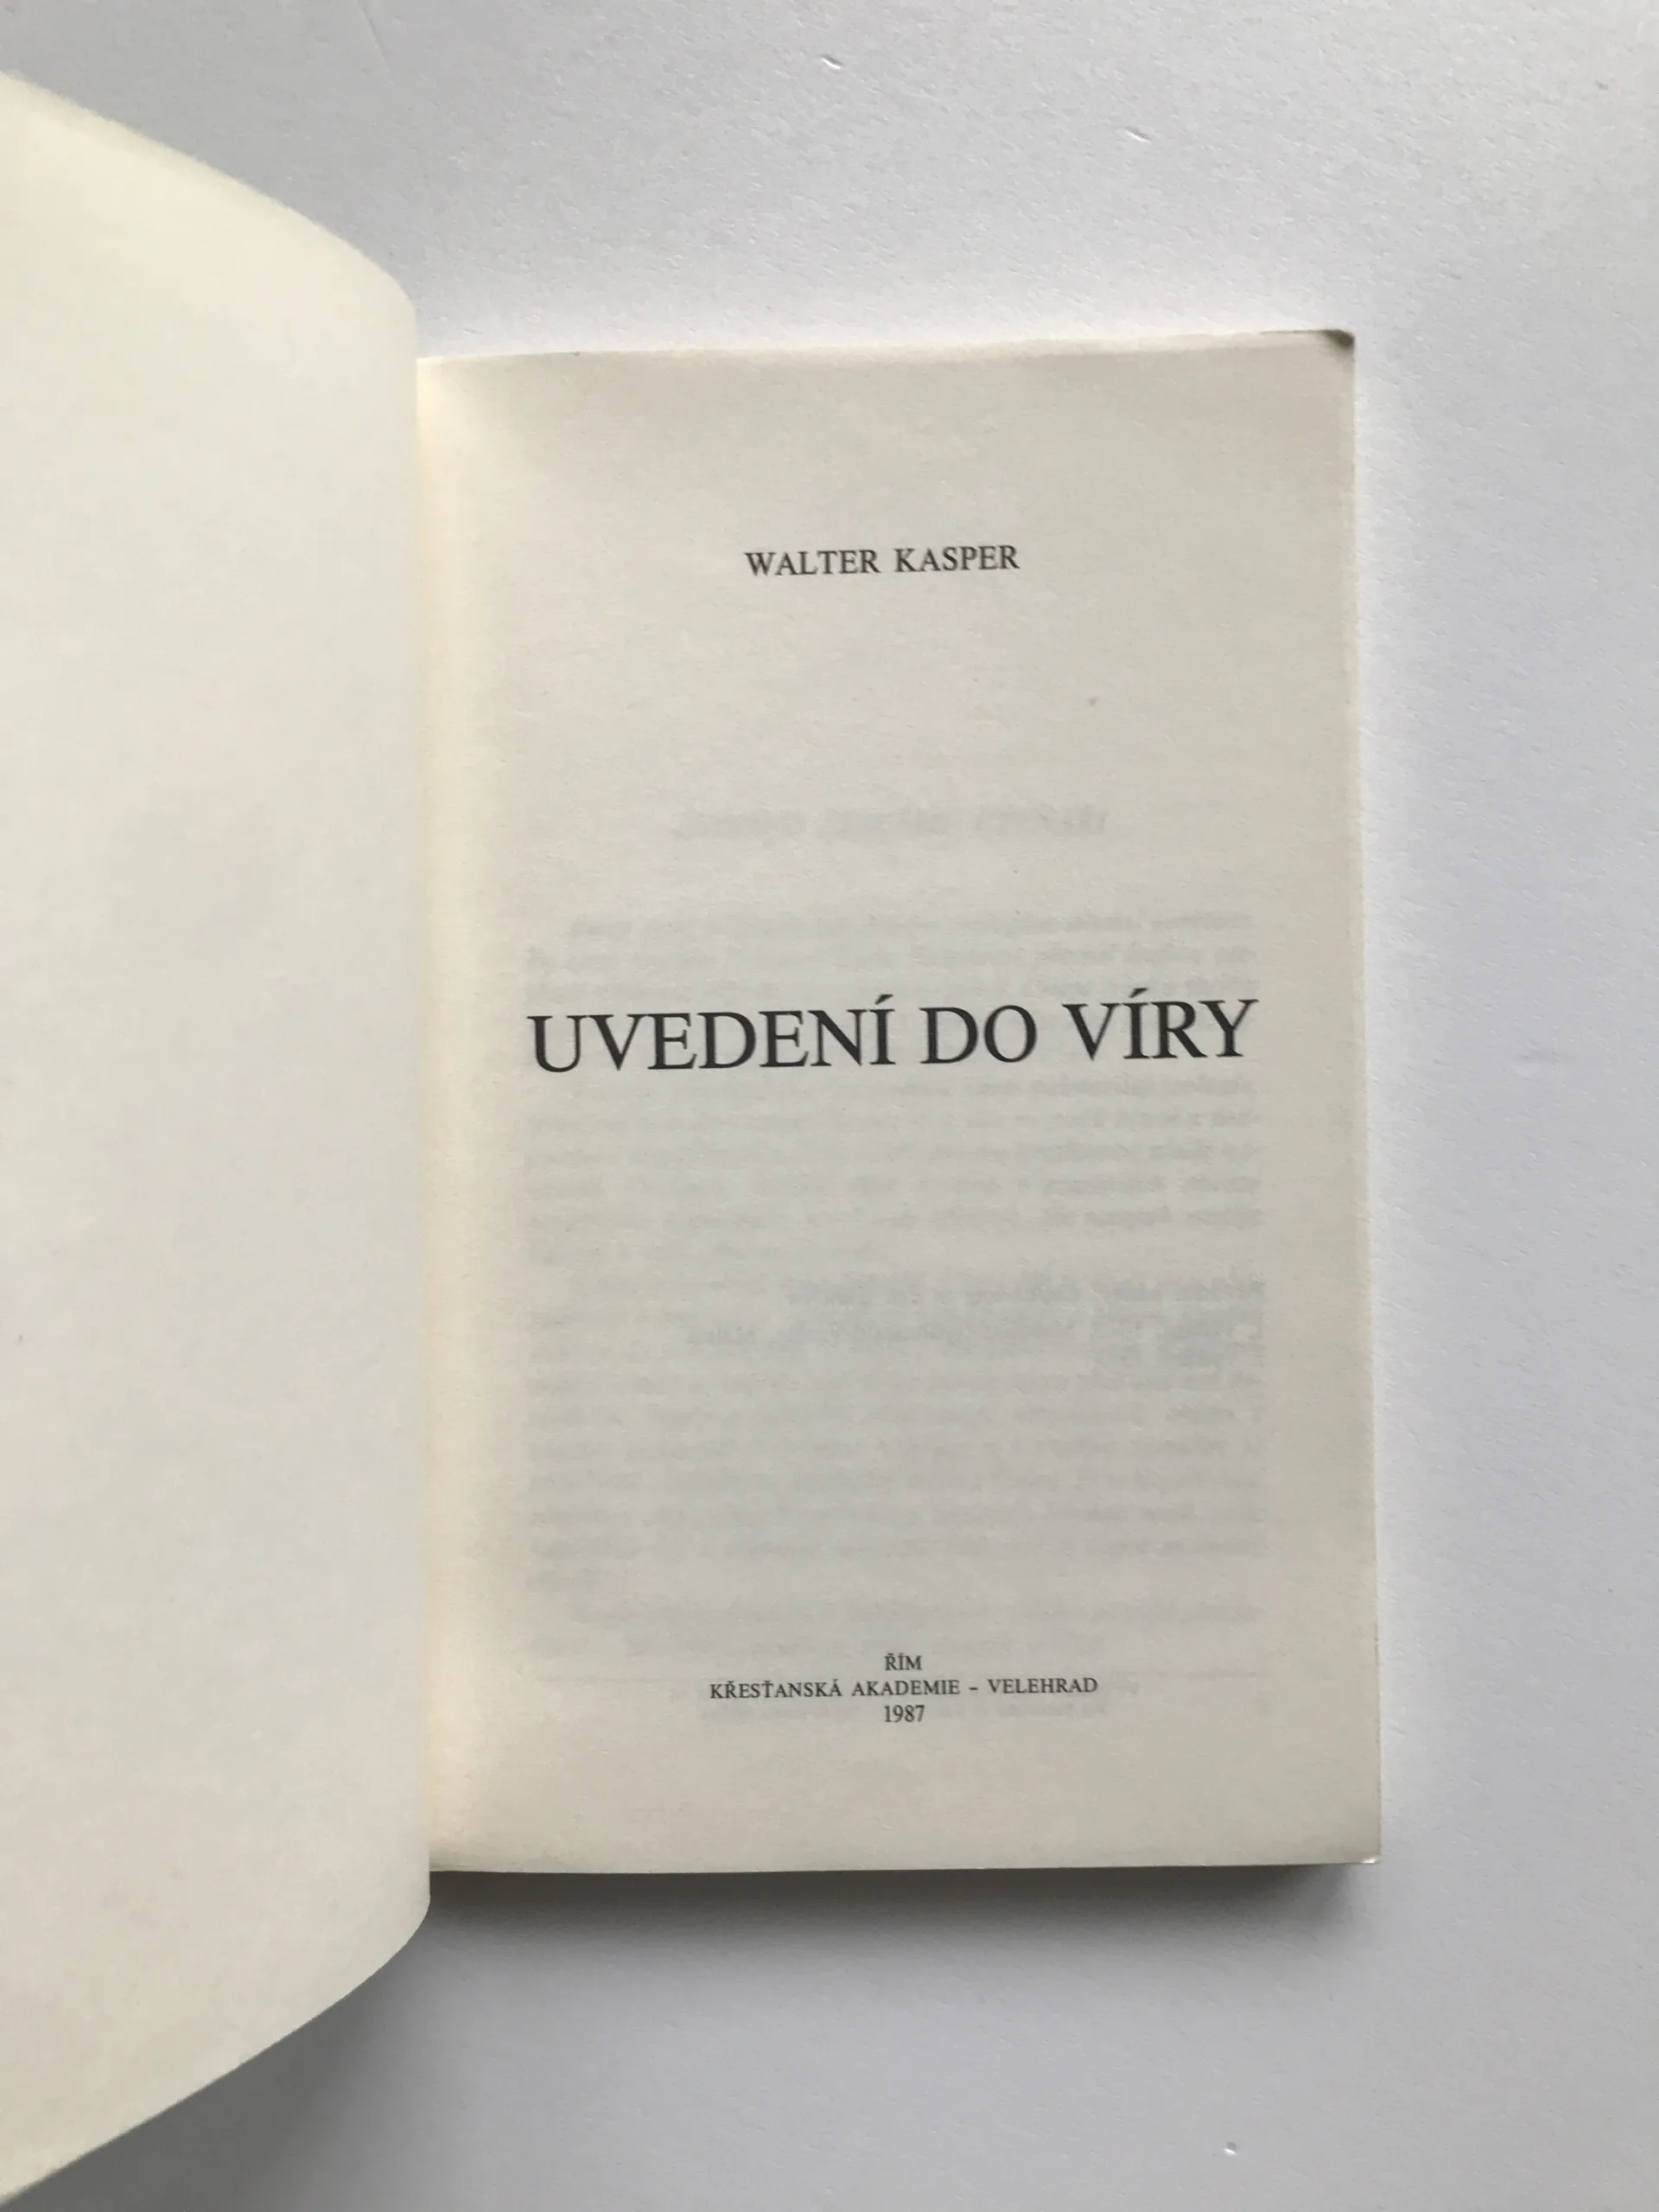 WALTER KASPER
UVEDENÍ DO VÍRY
ŘÍM
KŘESŤANSKÁ AKADEMIE – VELEHRAD
1987